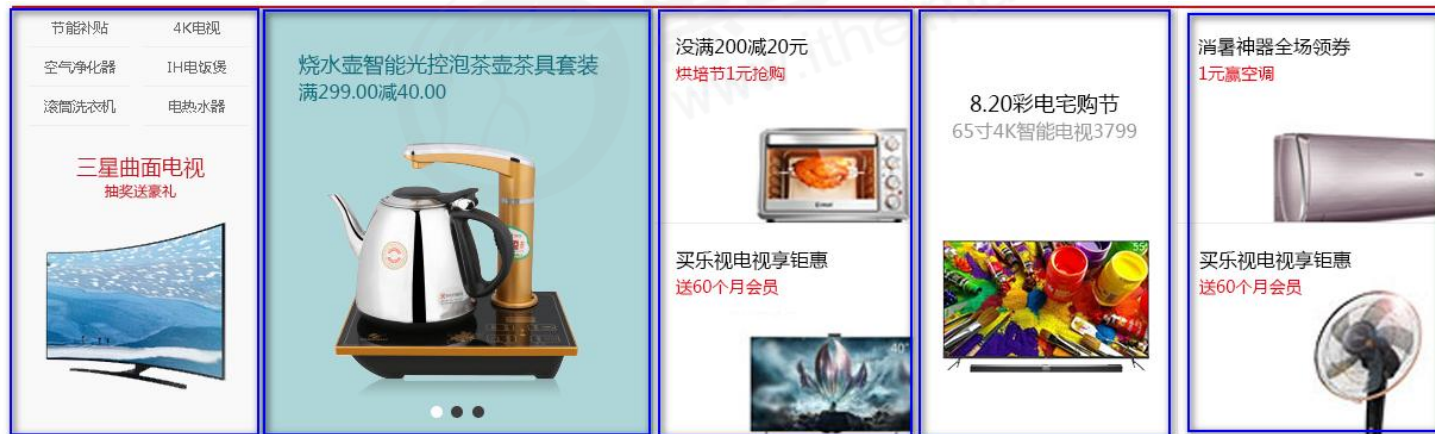 节能补贴 4K电视
空气净化器 IH电饭煲
滚筒洗衣机 电热水器
三星曲面电视
抽奖送豪礼
烧水壶智能光控泡茶壶茶具套装
满299.00减40.00
没满200减20元
烘培节1元抢购
买乐视电视享钜惠
送60个月会员
40"
8.20彩电宅购节
65寸4K智能电视3799
55"
消暑神器全场领券
1元赢空调
买乐视电视享钜惠
送60个月会员